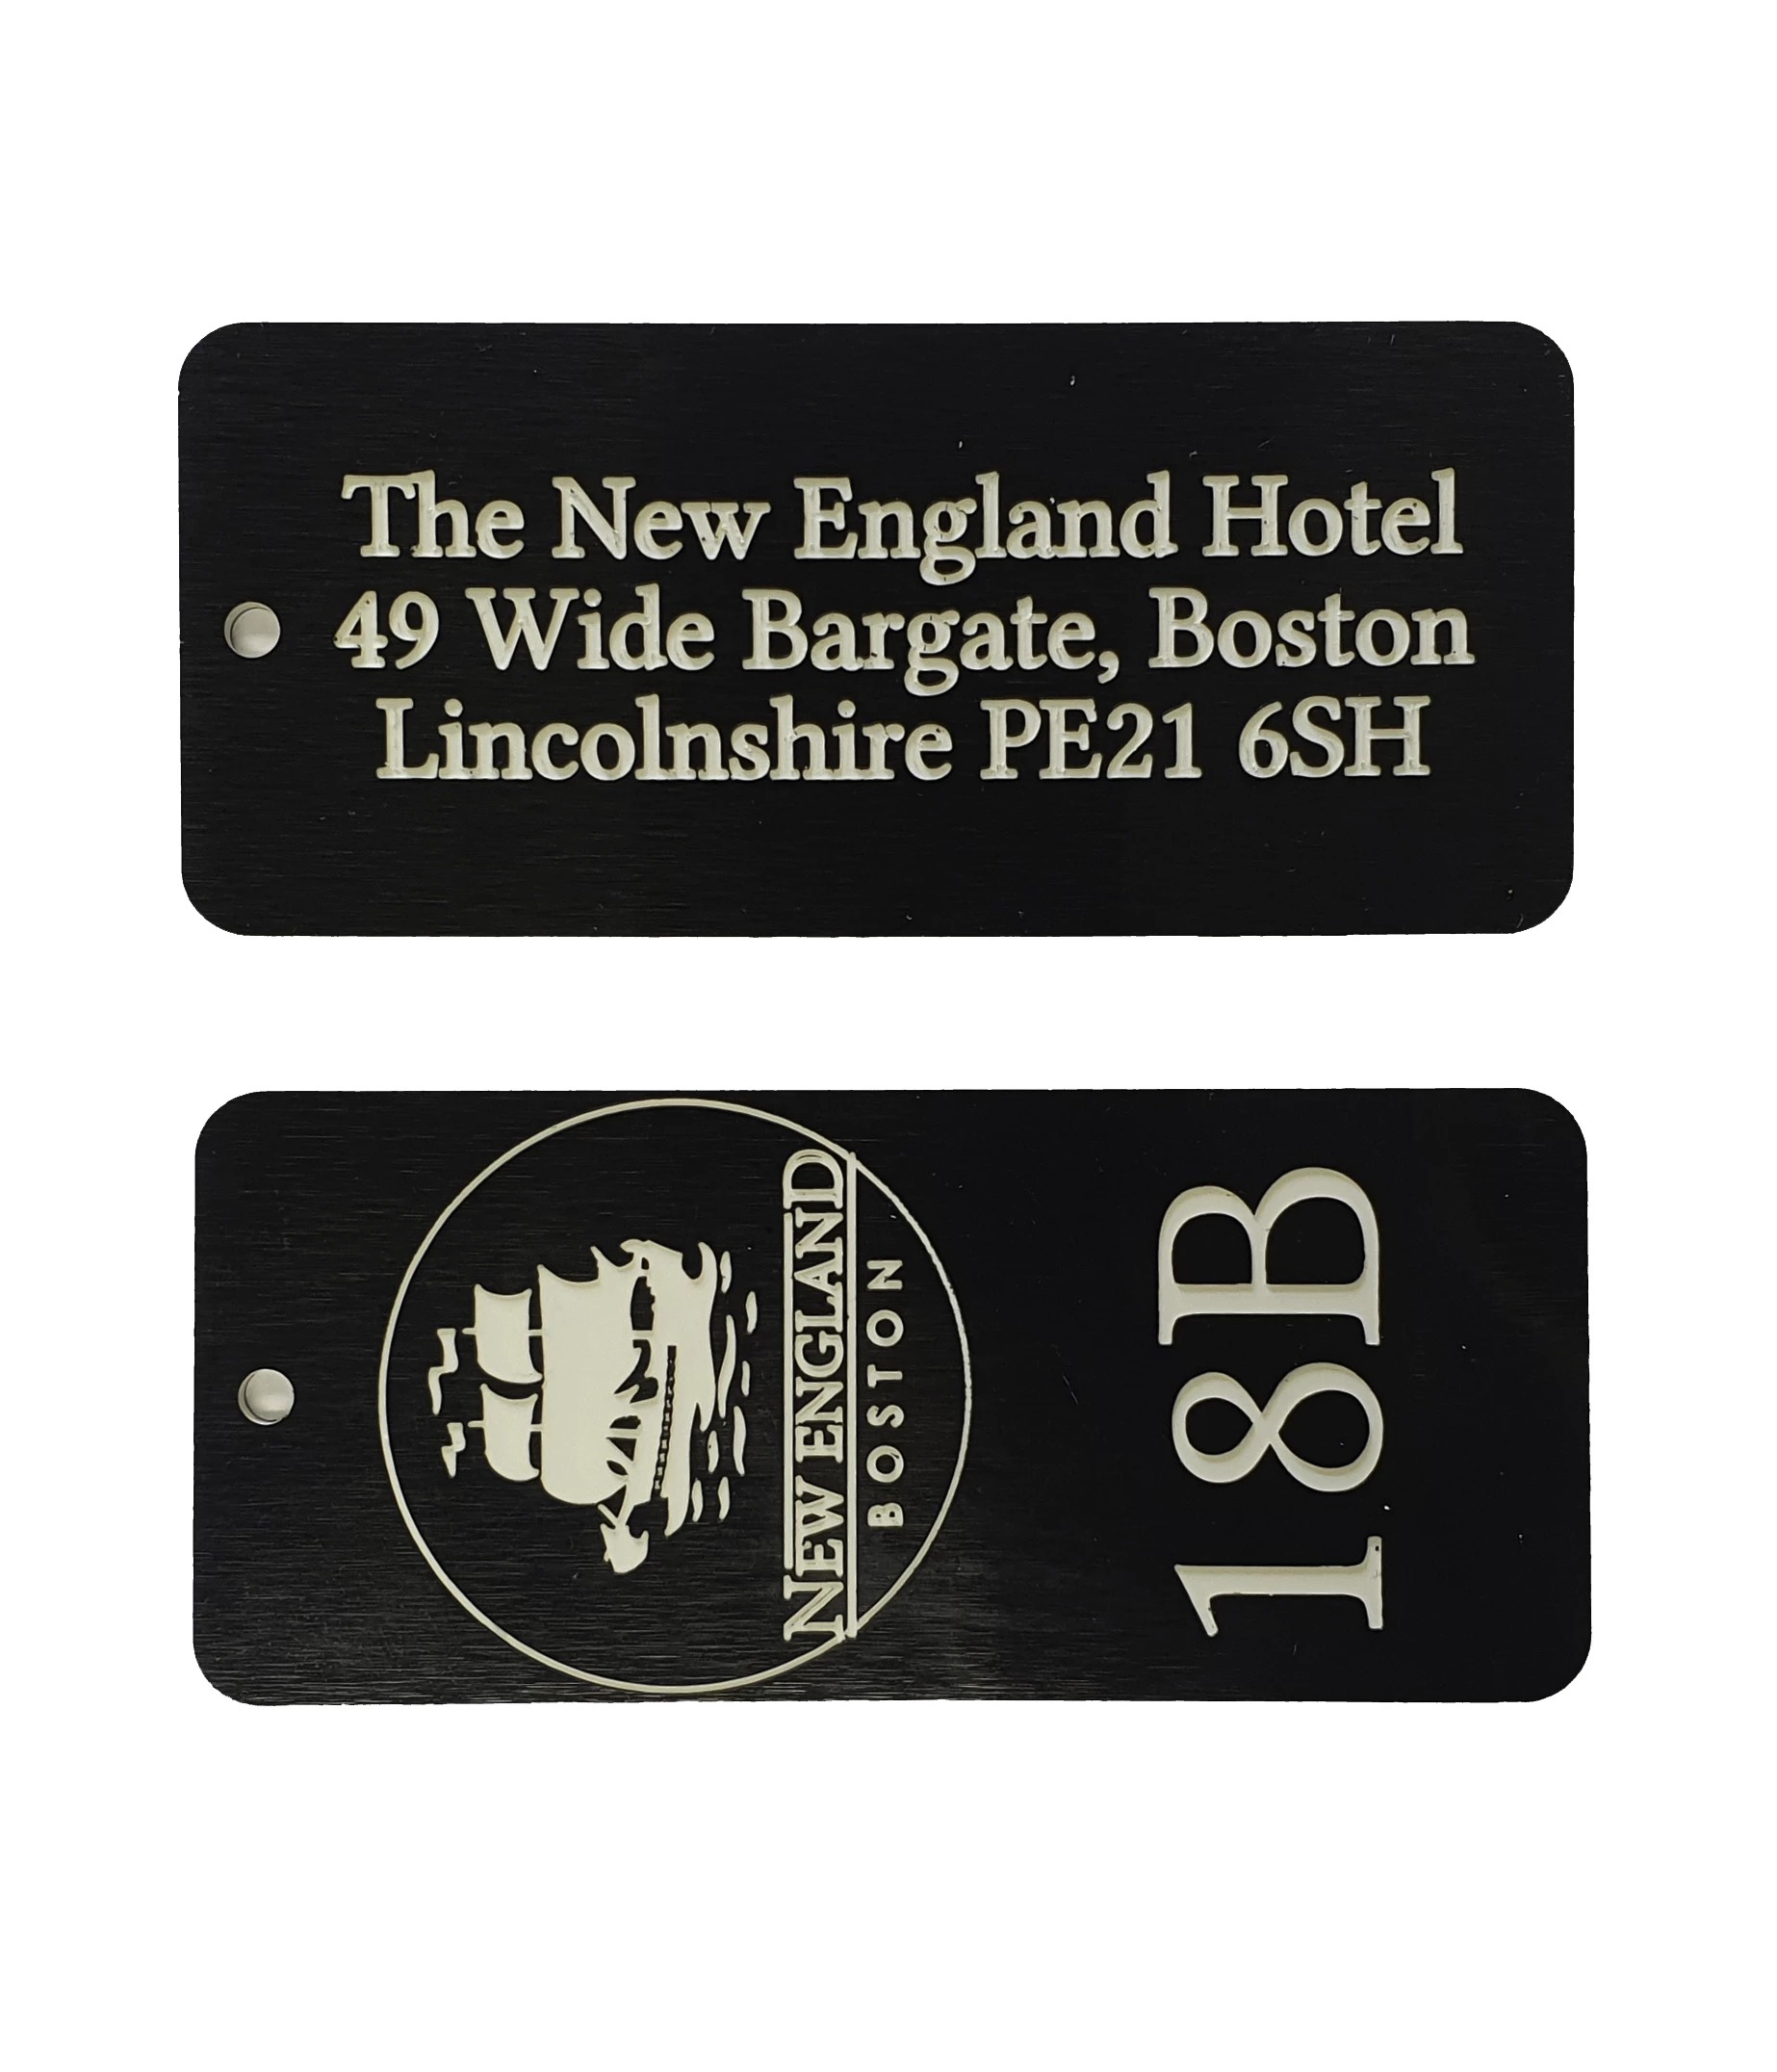 The New England Hotel
49 Wide Bargate, Boston
Lincolnshire PE21 6SH
NEW ENGLAND
BOSTON
18B